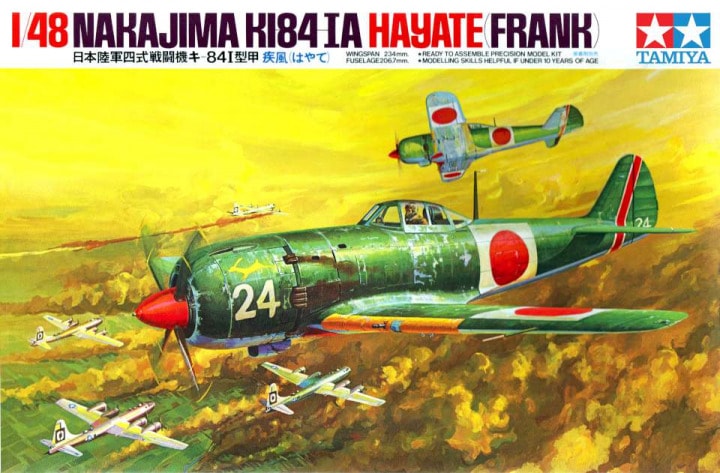 1/48 NAKAJIMA KI84-IA HAYATE (FRANK)
日本陸軍四式戦闘機キ-84I型甲 疾風(はやて)
WINGSPAN 234mm.
FUSELAGE 206.7mm.
• READY TO ASSEMBLE PRECISION MODEL KIT
• MODELLING SKILLS HELPFUL IF UNDER 10 YEARS OF AGE
TAMIYA
24
24